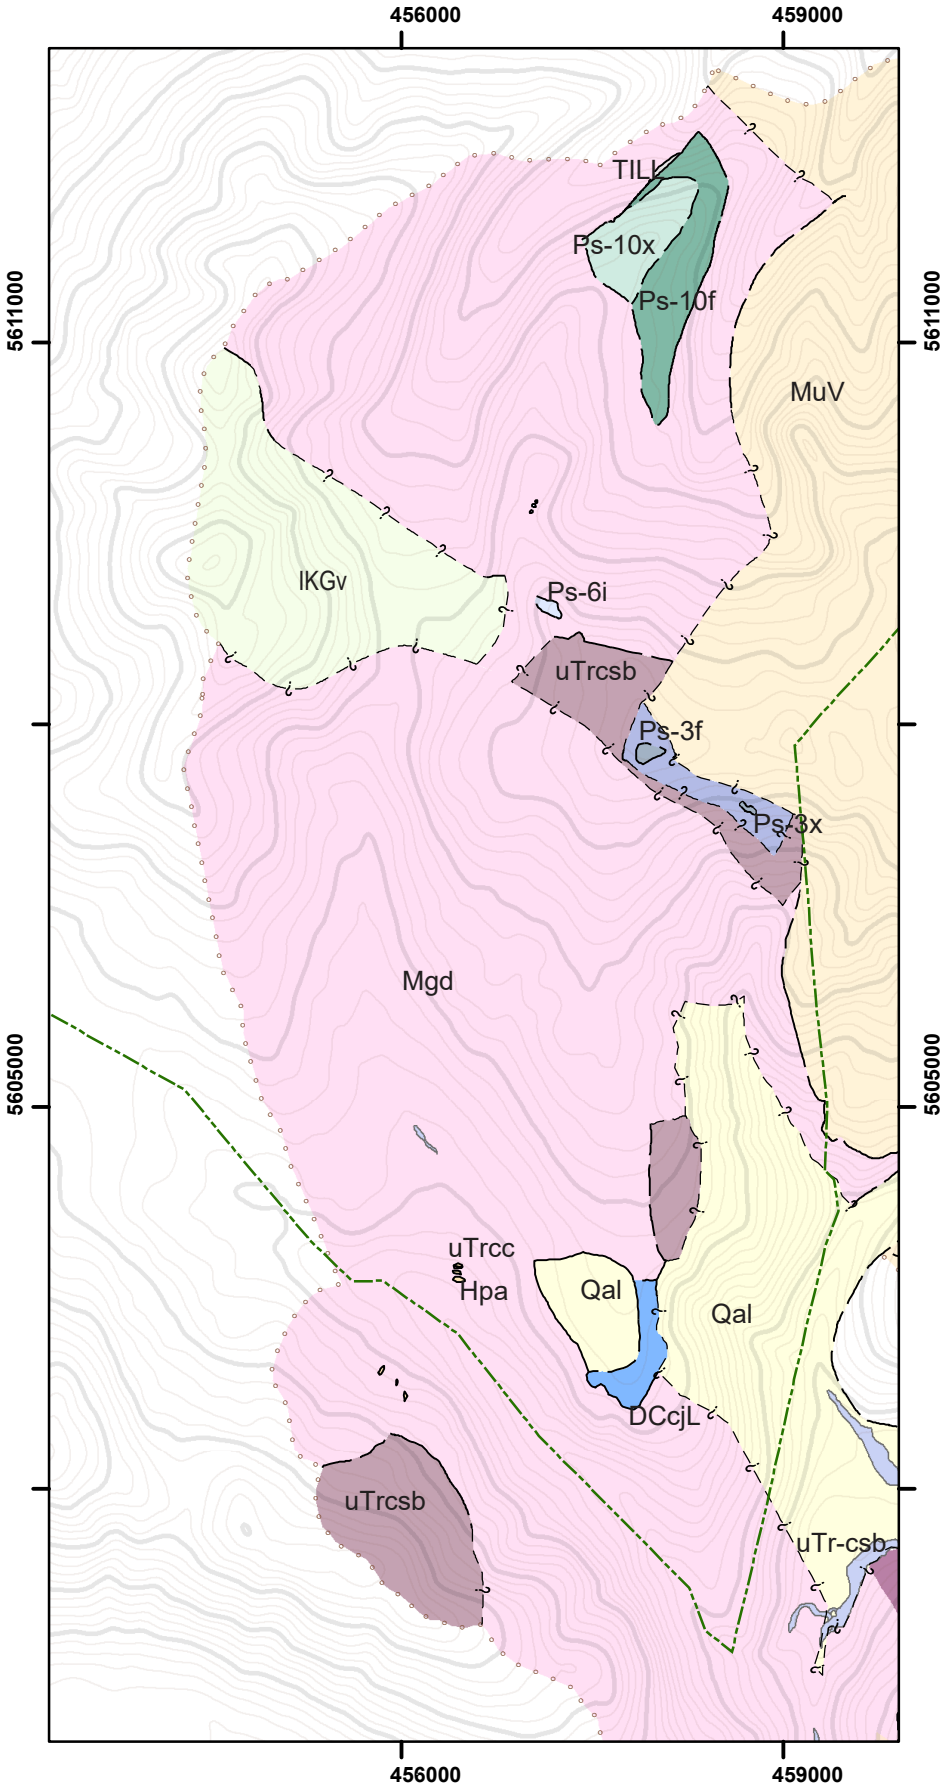 456000
459000
TILL
Ps-10x
Ps-10f
5611000
5611000
MuV
lKGv
Ps-6i
uTrcsb
Ps-3f
Ps-3x
Mgd
5605000
5605000
uTrcc
Hpa
Qal
Qal
DCcjL
uTrcsb
uTr-csb
456000
459000